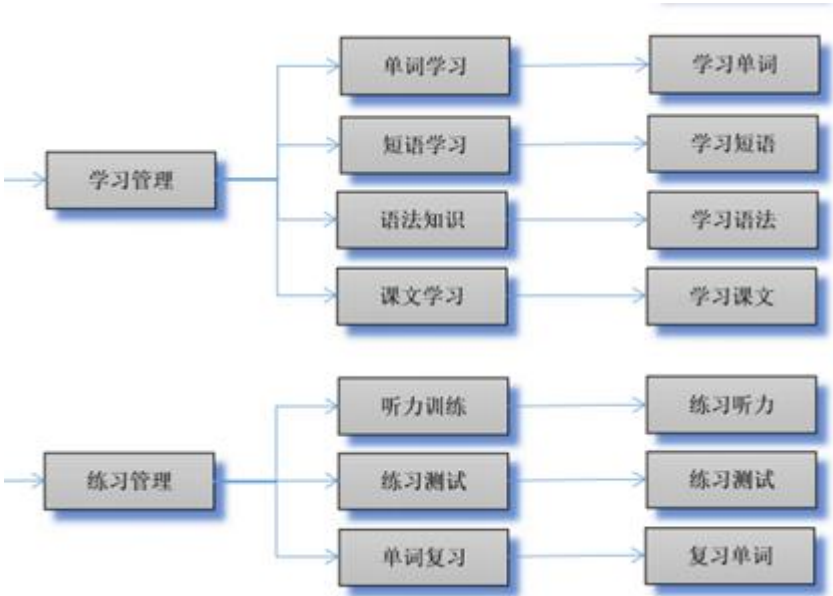 单词学习
学习单词
短语学习
学习短语
学习管理
语法知识
学习语法
课文学习
学习课文
听力训练
练习听力
练习管理
练习测试
练习测试
单词复习
复习单词